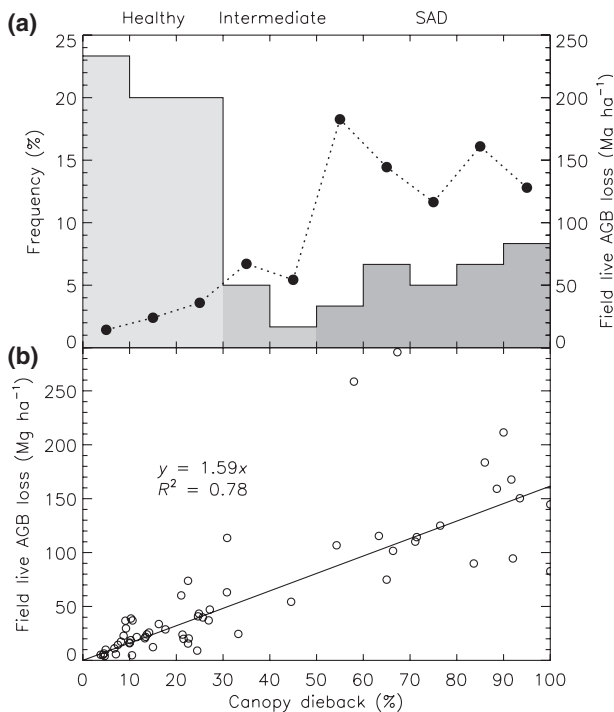 Healthy Intermediate SAD
(a)
25 250
20 200
15 150
10 100
5 50
0 0
Frequency (%)
Field live AGB loss (Ma ha⁻¹)
(b)
250
200
150
100
50
0
Field live AGB loss (Mg ha⁻¹)
y = 1.59x
R² = 0.78
0 10 20 30 40 50 60 70 80 90 100
Canopy dieback (%)